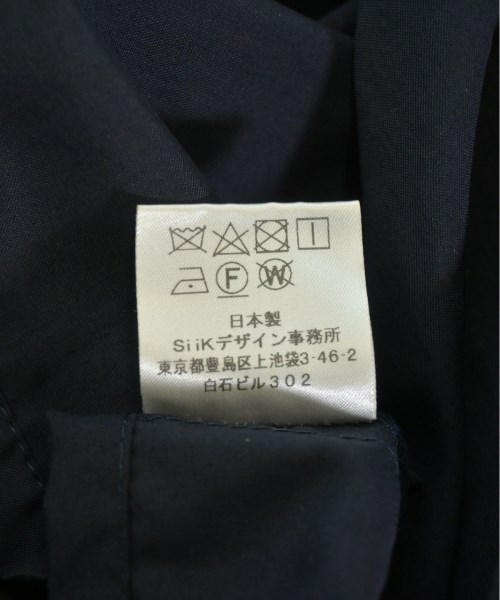 F W
日本製
SiiKデザイン事務所
東京都豊島区上池袋3-46-2
白石ビル302